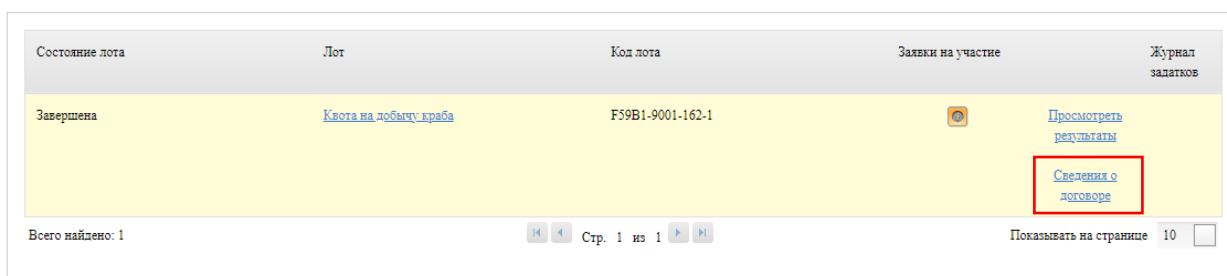 Состояние лота Лот Код лота Заявки на участие Журнал
задатков
Завершена Квота на добычу краба F59B1-9001-162-1 Просмотреть
результаты
Сведения о
договоре
Всего найдено: 1 Стр. 1 из 1 Показывать на странице 10